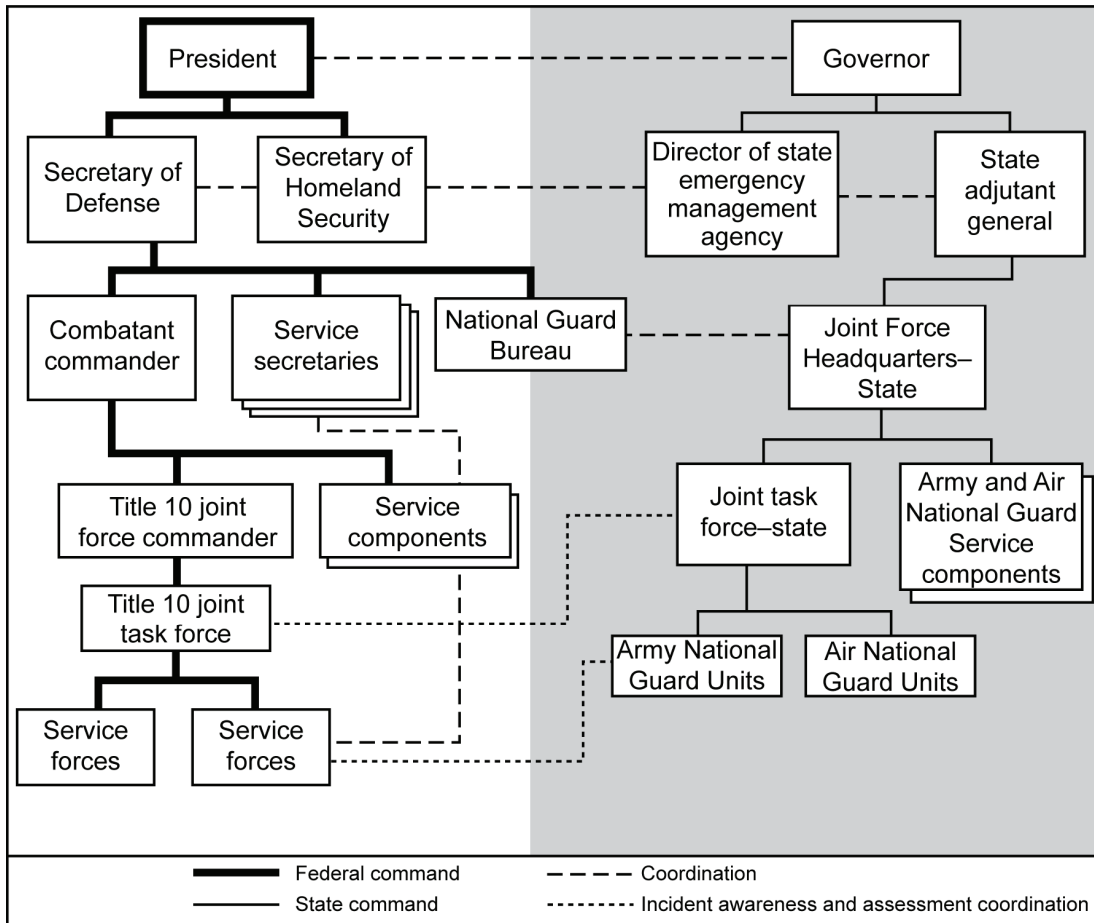 President
Governor
Secretary of
Defense
Secretary of
Homeland
Security
Director of state
emergency
management
agency
State
adjutant
general
Combatant
commander
Service
secretaries
National Guard
Bureau
Joint Force
Headquarters–
State
Title 10 joint
force commander
Service
components
Joint task
force–state
Army and Air
National Guard
Service
components
Title 10 joint
task force
Army National
Guard Units
Air National
Guard Units
Service
forces
Service
forces
Federal command
Coordination
State command
Incident awareness and assessment coordination